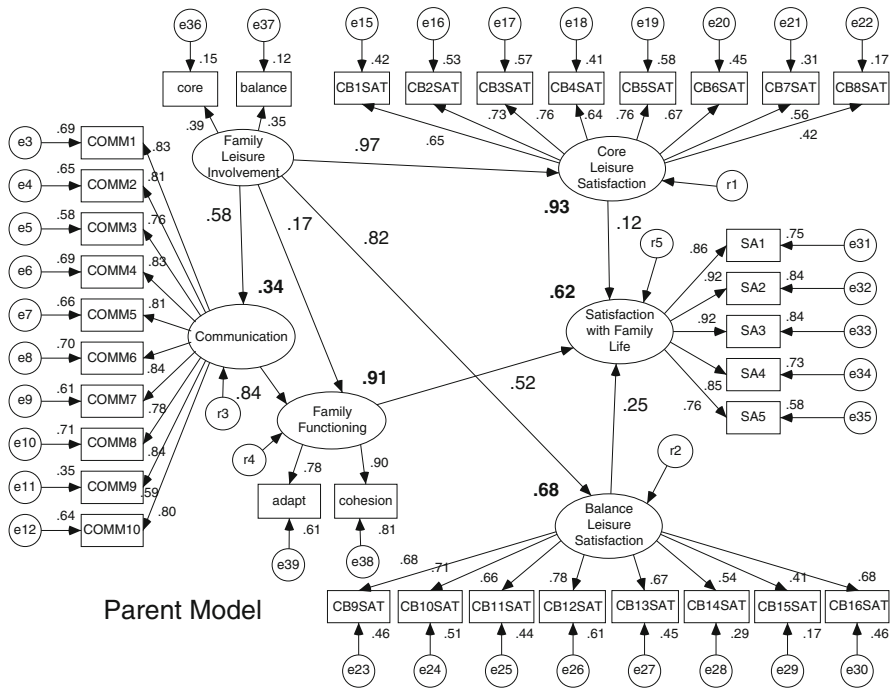 e36 e37 e15 e16 e17 e18 e19 e20 e21 e22
.15 .12 .42 .53 .57 .41 .58 .45 .31 .17
core balance CB1SAT CB2SAT CB3SAT CB4SAT CB5SAT CB6SAT CB7SAT CB8SAT
.39 .35 .65 .73 .76 .64 .76 .67 .56 .42
e3 .69 COMM1 .83
e4 .65 COMM2 .81
e5 .58 COMM3 .76
e6 .69 COMM4 .83
e7 .66 COMM5 .81
e8 .70 COMM6 .84
e9 .61 COMM7 .78
e10 .71 COMM8 .84
e11 .35 COMM9 .59
e12 .64 COMM10 .80
Family
Leisure
Involvement
.97
Core
Leisure
Satisfaction
.93
r1
.58 .17 .82 .12
r5
.34
Communication
r3
.84
.91
Family
Functioning
r4
.78 .90
adapt cohesion
.61 .81
e39 e38
.62
Satisfaction
with Family
Life
.86 SA1 .75 e31
.92 SA2 .84 e32
.92 SA3 .84 e33
.85 SA4 .73 e34
.76 SA5 .58 e35
.52
.25
r2
.68
Balance
Leisure
Satisfaction
.68 .71 .66 .78 .67 .54 .41 .68
CB9SAT CB10SAT CB11SAT CB12SAT CB13SAT CB14SAT CB15SAT CB16SAT
.46 .51 .44 .61 .45 .29 .17 .46
e23 e24 e25 e26 e27 e28 e29 e30
Parent Model